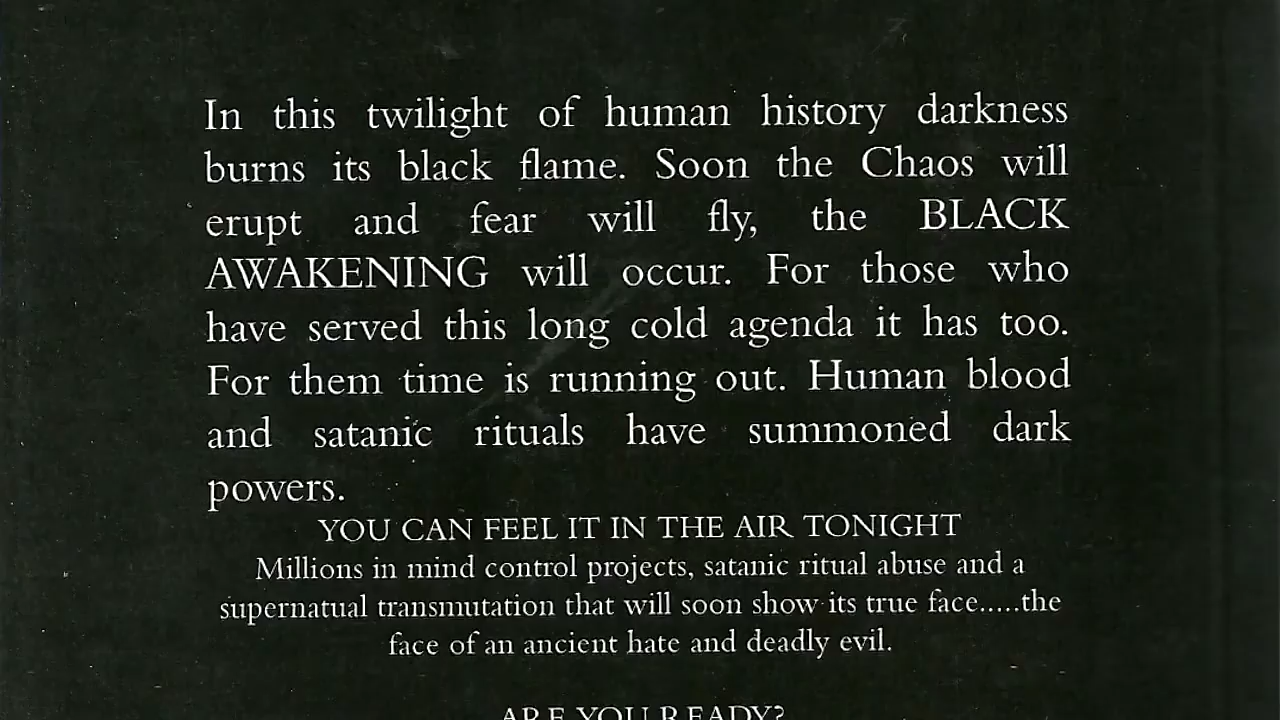 In this twilight of human history darkness
burns its black flame. Soon the Chaos will
erupt and fear will fly, the BLACK
AWAKENING will occur. For those who
have served this long cold agenda it has too.
For them time is running out. Human blood
and satanic rituals have summoned dark
powers.
YOU CAN FEEL IT IN THE AIR TONIGHT
Millions in mind control projects, satanic ritual abuse and a
supernatual transmutation that will soon show its true face.....the
face of an ancient hate and deadly evil.
ARE YOU READY?